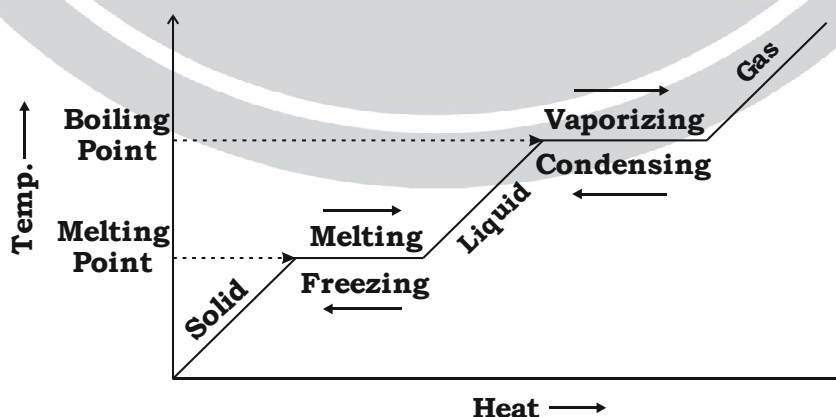 Gas
Boiling
Point
Vaporizing
Condensing
Temp.
Liquid
Melting
Point
Melting
Freezing
Solid
Heat